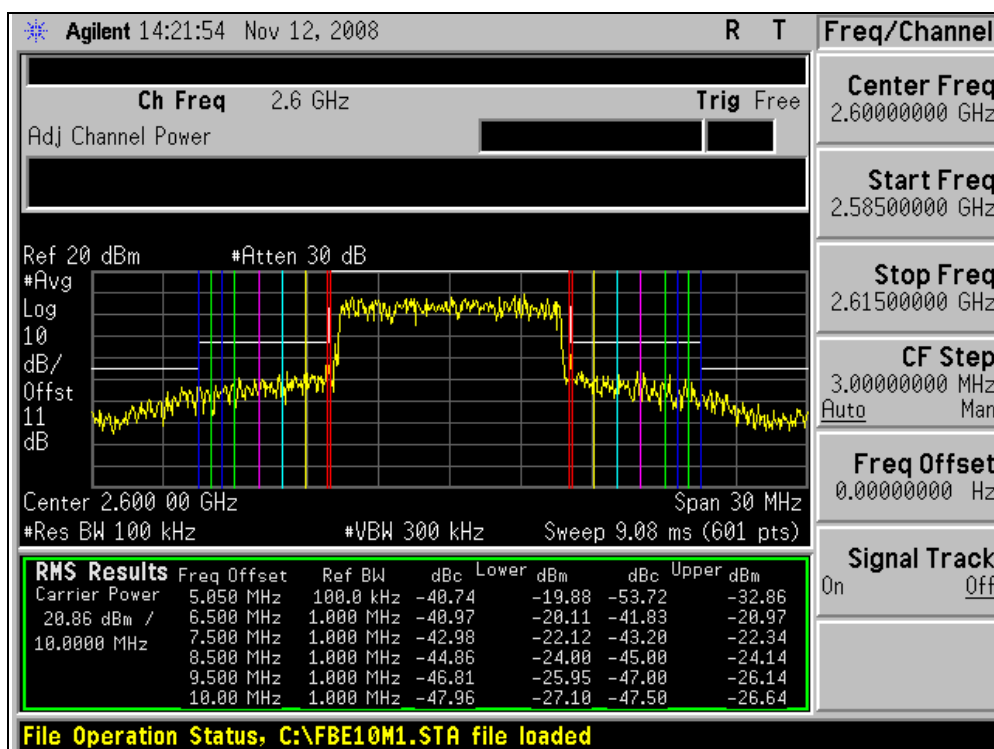 Agilent 14:21:54 Nov 12, 2008 R T
Freq/Channel
Ch Freq 2.6 GHz Trig Free
Adj Channel Power
Center Freq
2.60000000 GHz
Start Freq
2.58500000 GHz
Stop Freq
2.61500000 GHz
CF Step
3.00000000 MHz
Auto Man
Freq Offset
0.00000000 Hz
Signal Track
On Off
Ref 20 dBm #Atten 30 dB
#Avg
Log
10
dB/
Offst
11
dB
Center 2.600 00 GHz Span 30 MHz
#Res BW 100 kHz #VBW 300 kHz Sweep 9.08 ms (601 pts)
RMS Results Freq Offset Ref BW dBc Lower dBm dBc Upper dBm
Carrier Power 5.050 MHz 100.0 kHz -40.74 -19.88 -53.72 -32.86
20.86 dBm / 6.500 MHz 1.000 MHz -40.97 -20.11 -41.83 -20.97
10.0000 MHz 7.500 MHz 1.000 MHz -42.98 -22.12 -43.20 -22.34
8.500 MHz 1.000 MHz -44.86 -24.00 -45.00 -24.14
9.500 MHz 1.000 MHz -46.81 -25.95 -47.00 -26.14
10.00 MHz 1.000 MHz -47.96 -27.10 -47.50 -26.64
File Operation Status, C:\FBE10M1.STA file loaded